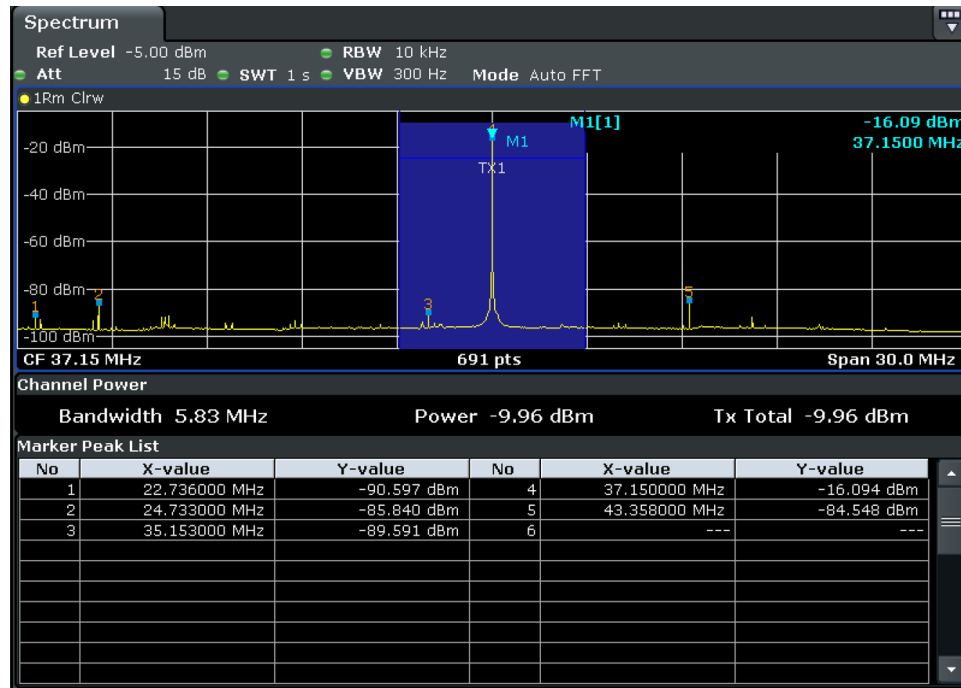 Spectrum
Ref Level -5.00 dBm RBW 10 kHz
Att 15 dB SWT 1 s VBW 300 Hz Mode Auto FFT
1Rm Clrw
M1[1] -16.09 dBm
37.1500 MHz
M1
-20 dBm
TX1
-40 dBm
-60 dBm
-80 dBm
1 2 3 5
-100 dBm
CF 37.15 MHz 691 pts Span 30.0 MHz
Channel Power
Bandwidth 5.83 MHz Power -9.96 dBm Tx Total -9.96 dBm
Marker Peak List
No X-value Y-value No X-value Y-value
1 22.736000 MHz -90.597 dBm 4 37.150000 MHz -16.094 dBm
2 24.733000 MHz -85.840 dBm 5 43.358000 MHz -84.548 dBm
3 35.153000 MHz -89.591 dBm 6 --- ---